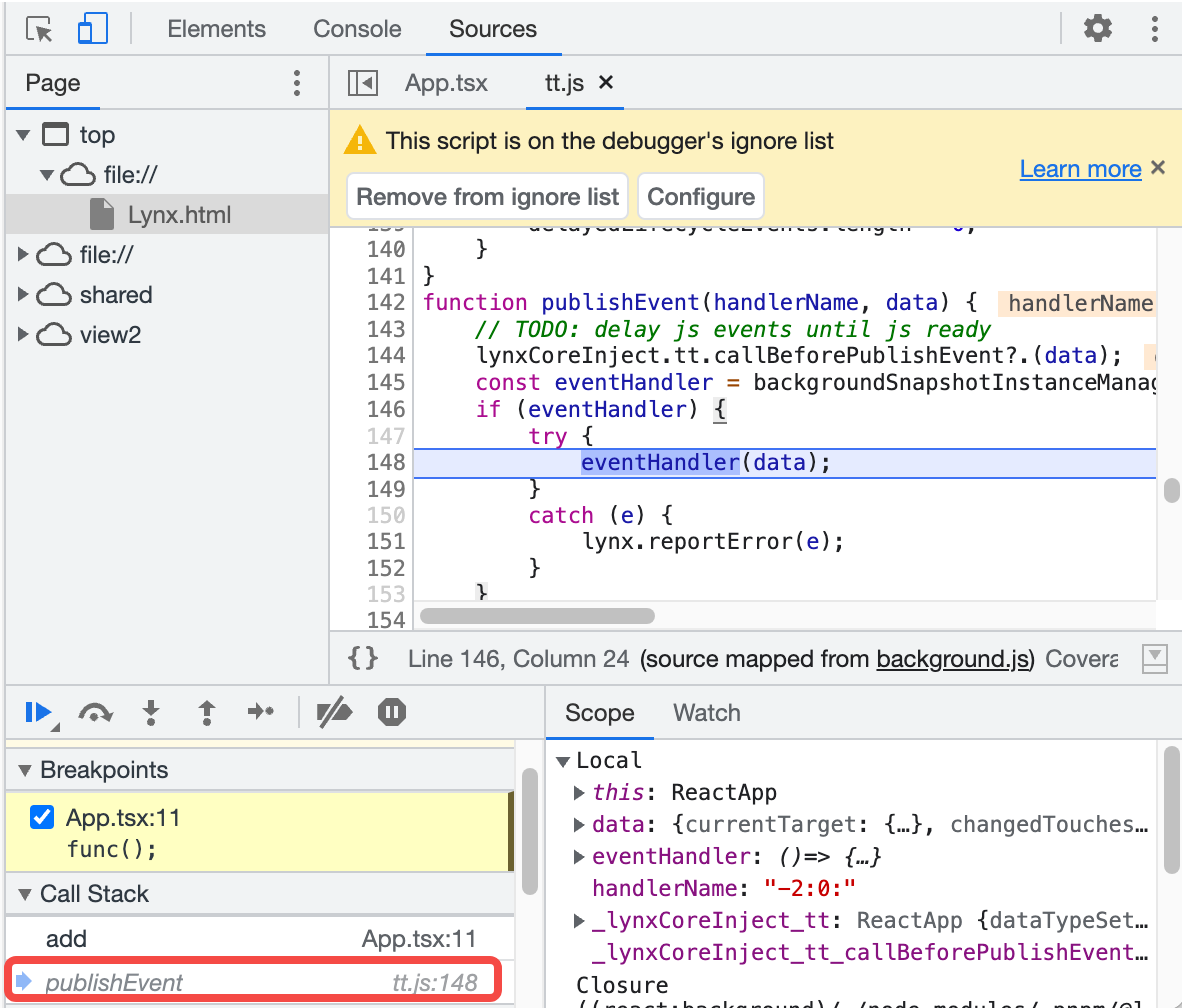 Elements Console Sources
Page
App.tsx tt.js ×
top
file://
Lynx.html
file://
shared
view2
This script is on the debugger's ignore list
Learn more ×
Remove from ignore list Configure
140 }
141 }
142 function publishEvent(handlerName, data) { handlerName
143 // TODO: delay js events until js ready
144 lynxCoreInject.tt.callBeforePublishEvent?.(data);
145 const eventHandler = backgroundSnapshotInstanceManag
146 if (eventHandler) {
147 try {
148 eventHandler(data);
149 }
150 catch (e) {
151 lynx.reportError(e);
152 }
153 }
154
{} Line 146, Column 24 (source mapped from background.js) Covera
Breakpoints
App.tsx:11
func();
Call Stack
add App.tsx:11
publishEvent tt.js:148
Scope Watch
Local
this: ReactApp
data: {currentTarget: {…}, changedTouches…
eventHandler: ()=> {…}
handlerName: "-2:0:"
_lynxCoreInject_tt: ReactApp {dataTypeSet…
_lynxCoreInject_tt_callBeforePublishEvent…
Closure